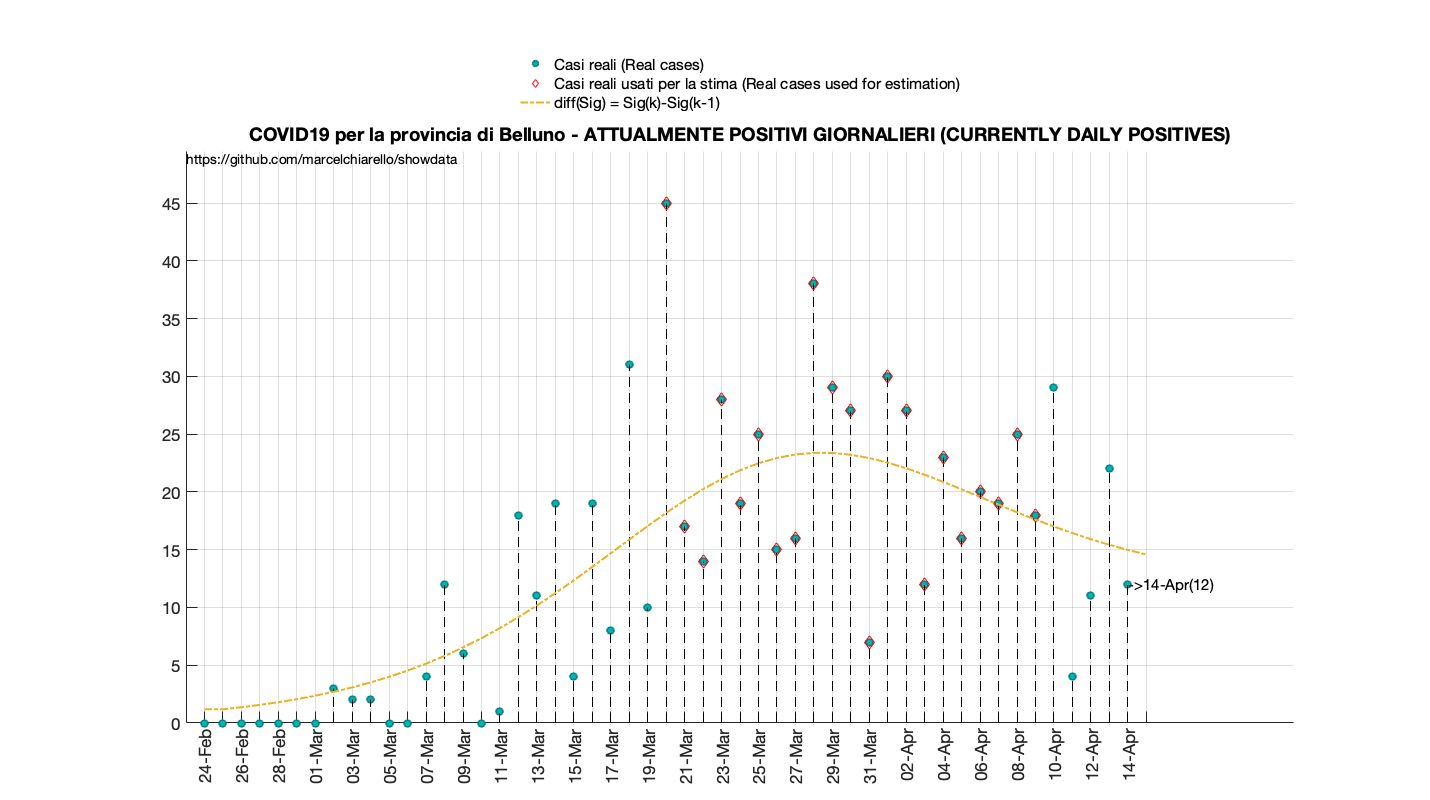 Casi reali (Real cases)
Casi reali usati per la stima (Real cases used for estimation)
diff(Sig) = Sig(k)-Sig(k-1)
COVID19 per la provincia di Belluno - ATTUALMENTE POSITIVI GIORNALIERI (CURRENTLY DAILY POSITIVES)
https://github.com/marcelchiarello/showdata
45
40
35
30
25
20
15
10
5
0
->14-Apr(12)
24-Feb
26-Feb
28-Feb
01-Mar
03-Mar
05-Mar
07-Mar
09-Mar
11-Mar
13-Mar
15-Mar
17-Mar
19-Mar
21-Mar
23-Mar
25-Mar
27-Mar
29-Mar
31-Mar
02-Apr
04-Apr
06-Apr
08-Apr
10-Apr
12-Apr
14-Apr